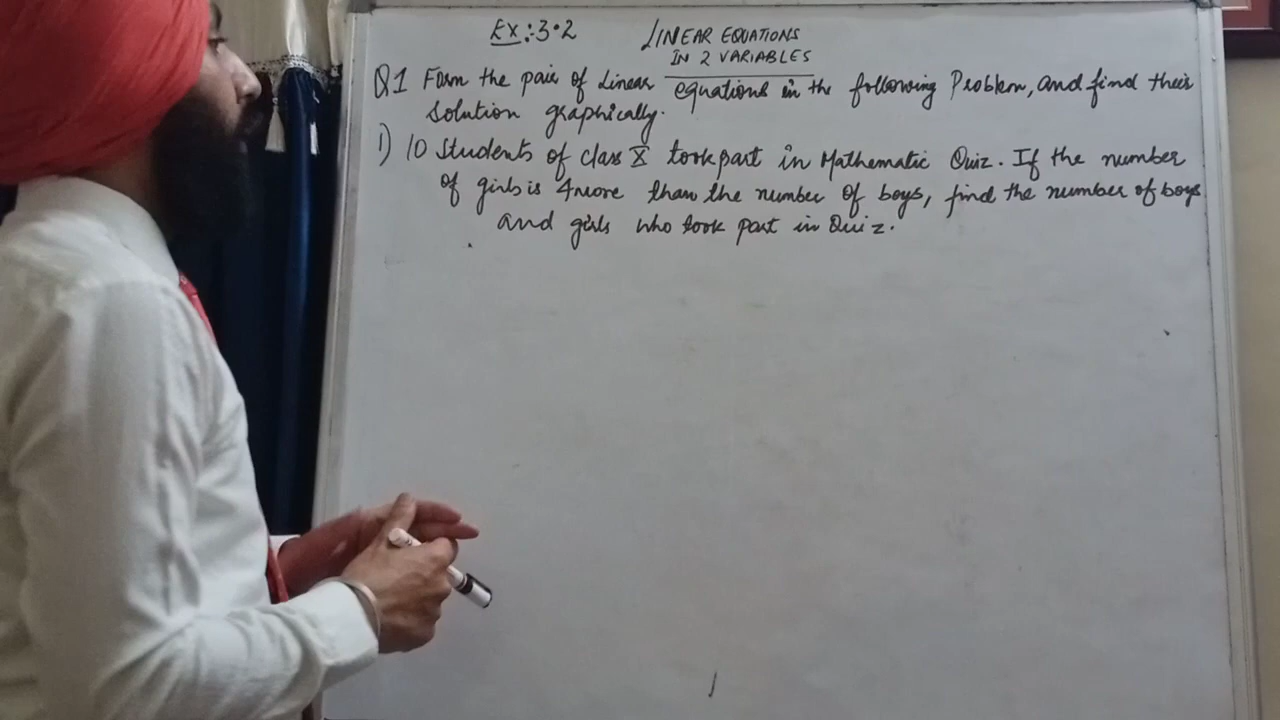 Ex:3.2
LINEAR EQUATIONS
IN 2 VARIABLES
Q1 Form the pair of Linear equations in the following Problem, and find their
solution graphically.
1) 10 Students of class X took part in Mathematic Quiz. If the number
of girls is 4 more than the number of boys, find the number of boys
and girls who took part in Quiz.